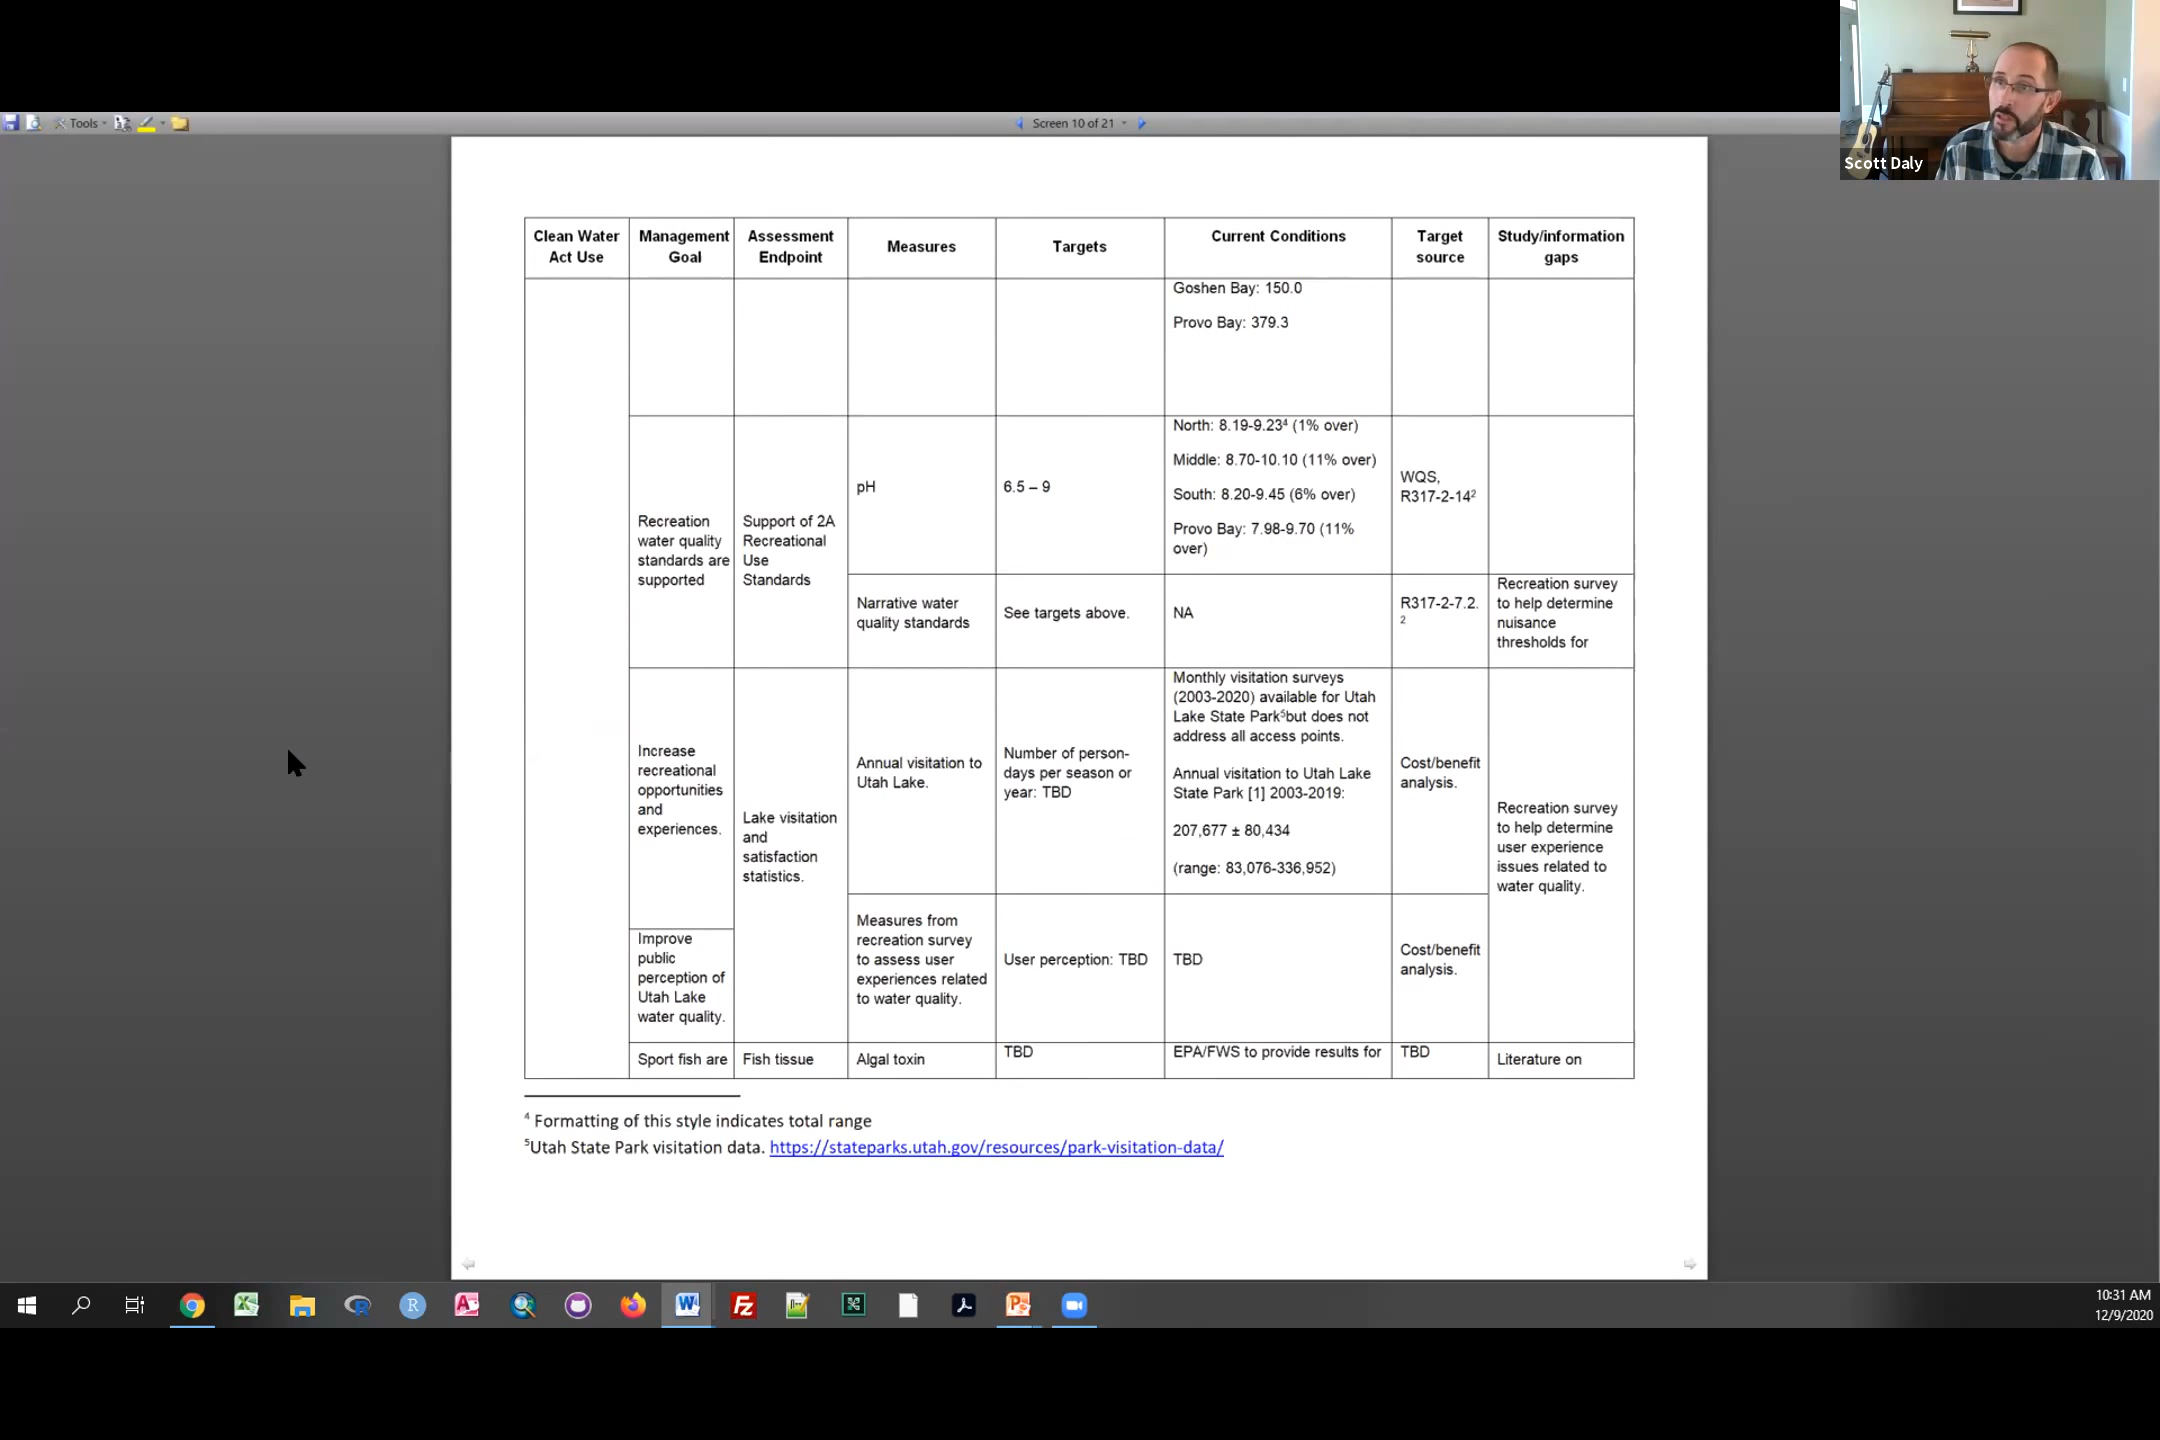 Scott Daly
Tools
Screen 10 of 21
Clean Water
Act Use
Management
Goal
Assessment
Endpoint
Measures
Targets
Current Conditions
Target
source
Study/information
gaps
Goshen Bay: 150.0
Provo Bay: 379.3
Recreation
water quality
standards are
supported
Support of 2A
Recreational
Use
Standards
pH
6.5 – 9
North: 8.19-9.23⁴ (1% over)
Middle: 8.70-10.10 (11% over)
South: 8.20-9.45 (6% over)
Provo Bay: 7.98-9.70 (11%
over)
WQS,
R317-2-14²
Narrative water
quality standards
See targets above.
NA
R317-2-7.2.
2
Recreation survey
to help determine
nuisance
thresholds for
Increase
recreational
opportunities
and
experiences.
Lake visitation
and
satisfaction
statistics.
Annual visitation to
Utah Lake.
Number of person-
days per season or
year: TBD
Monthly visitation surveys
(2003-2020) available for Utah
Lake State Park⁵but does not
address all access points.
Annual visitation to Utah Lake
State Park [1] 2003-2019:
207,677 ± 80,434
(range: 83,076-336,952)
Cost/benefit
analysis.
Recreation survey
to help determine
user experience
issues related to
water quality.
Improve
public
perception of
Utah Lake
water quality.
Measures from
recreation survey
to assess user
experiences related
to water quality.
User perception: TBD
TBD
Cost/benefit
analysis.
Sport fish are
Fish tissue
Algal toxin
TBD
EPA/FWS to provide results for
TBD
Literature on
⁴ Formatting of this style indicates total range
⁵Utah State Park visitation data. https://stateparks.utah.gov/resources/park-visitation-data/
10:31 AM
12/9/2020